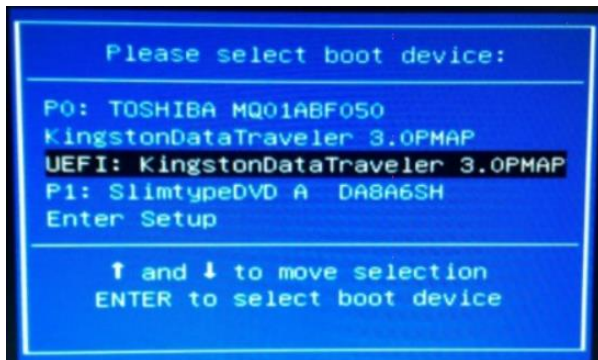 Please select boot device:
P0: TOSHIBA MQ01ABF050
KingstonDataTraveler 3.0PMAP
UEFI: KingstonDataTraveler 3.0PMAP
P1: SlimtypeDVD A  DA8A6SH
Enter Setup
↑ and ↓ to move selection
ENTER to select boot device